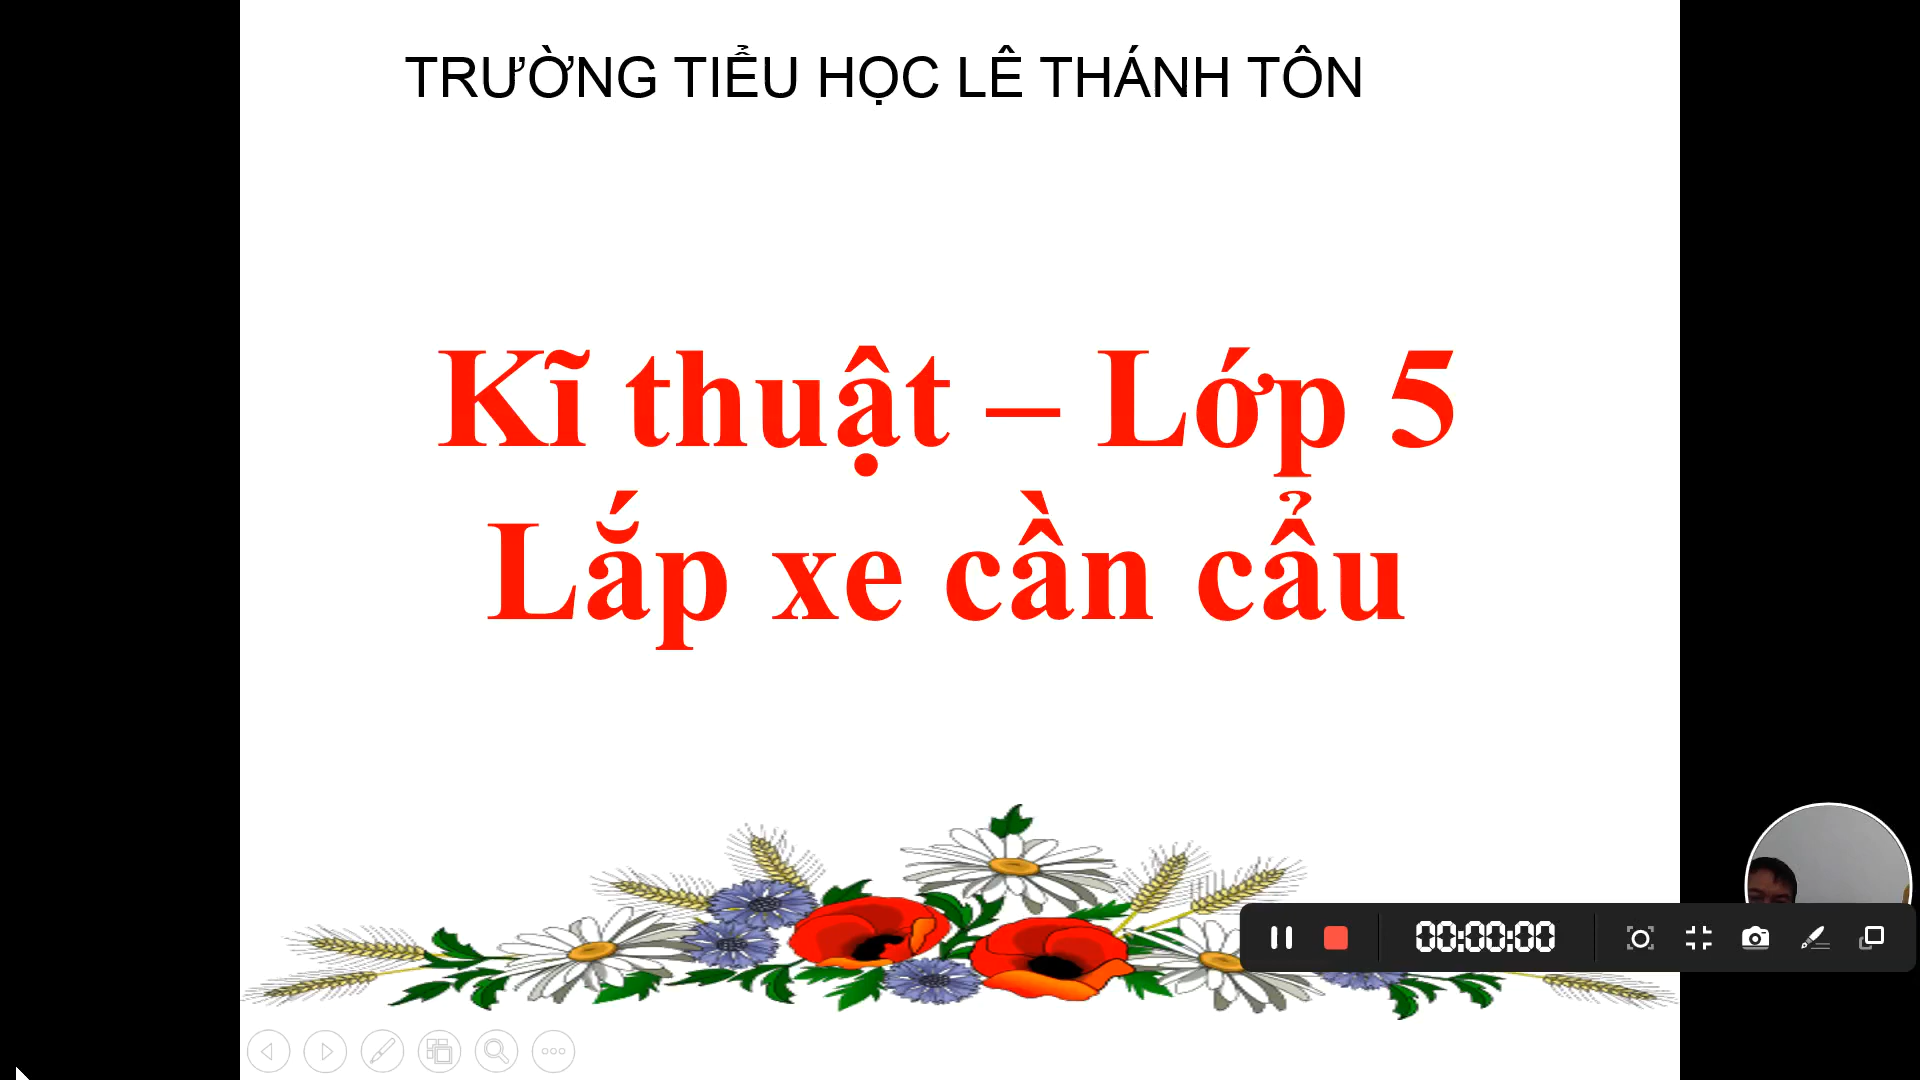 TRƯỜNG TIỂU HỌC LÊ THÁNH TÔN
Kĩ thuật – Lớp 5
Lắp xe cần cẩu
00:00:00